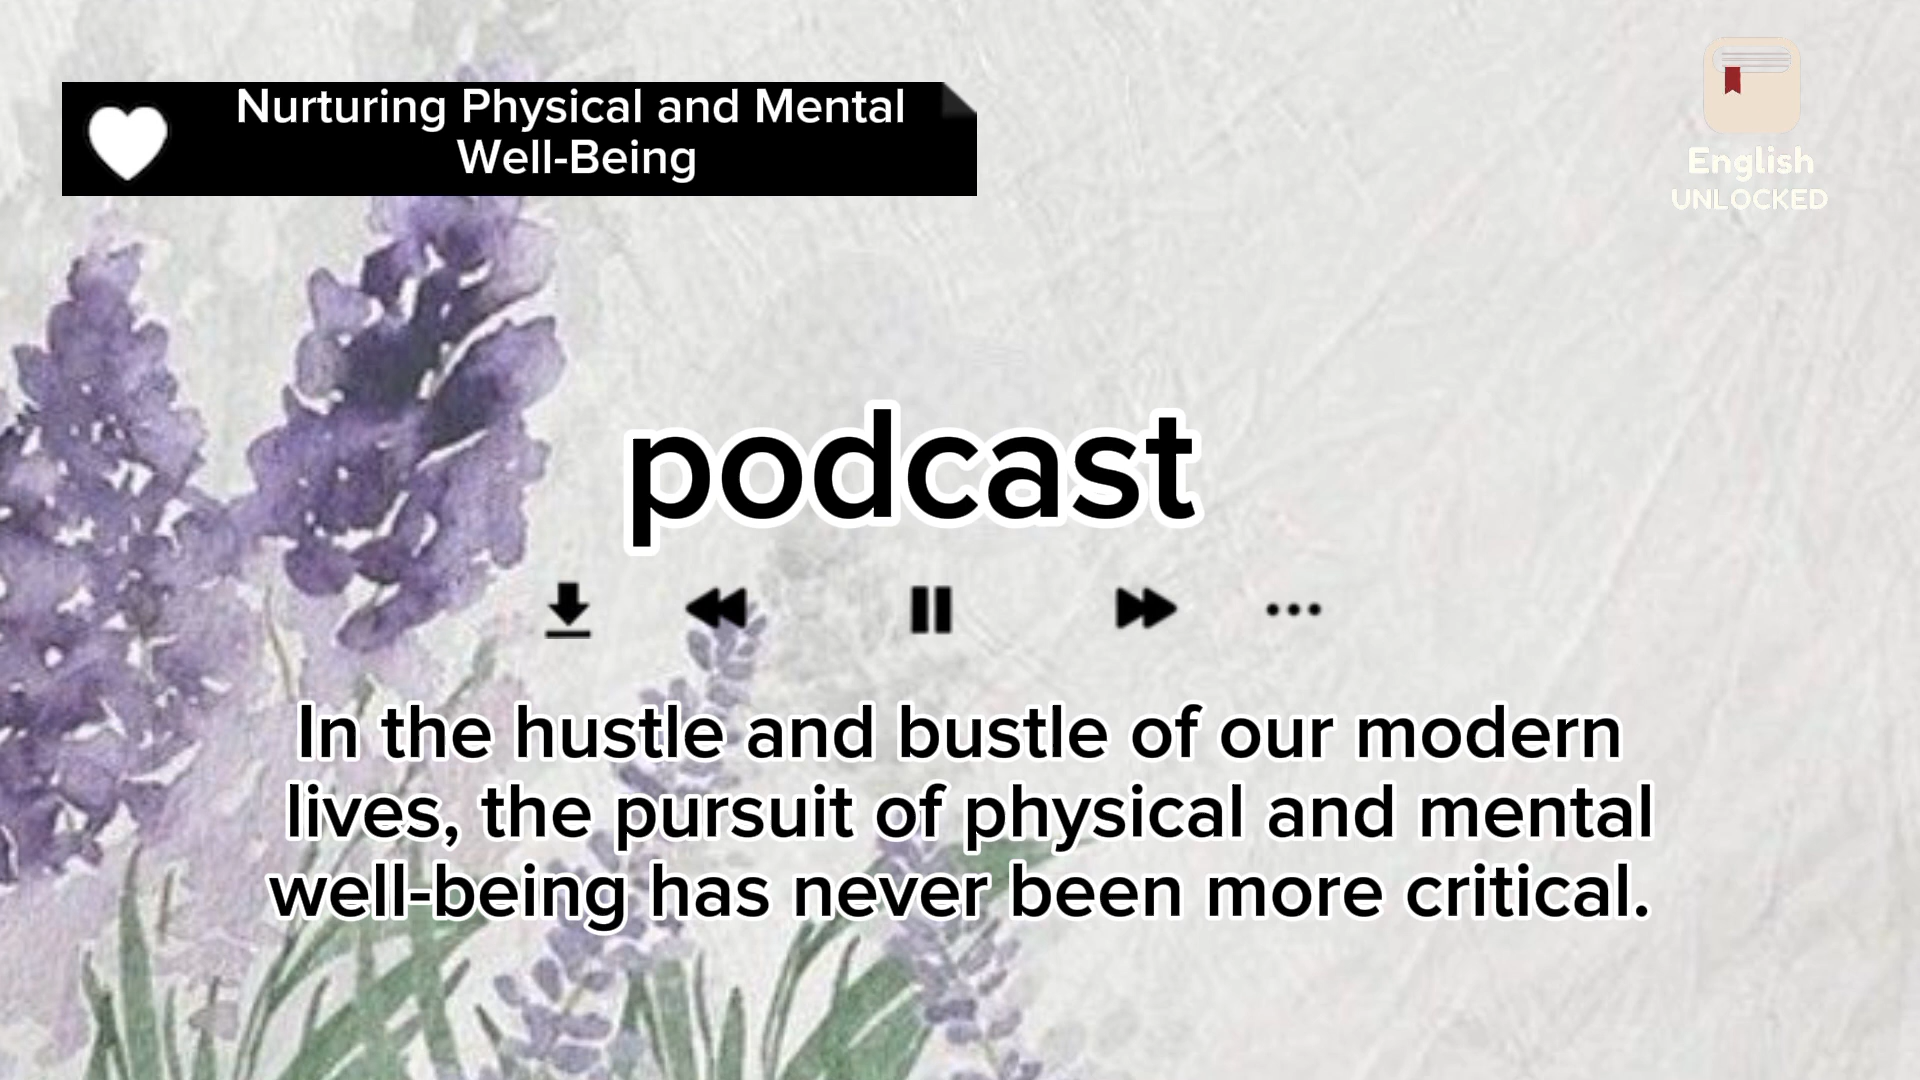 Nurturing Physical and Mental
Well-Being
English
UNLOCKED
podcast
In the hustle and bustle of our modern
lives, the pursuit of physical and mental
well-being has never been more critical.